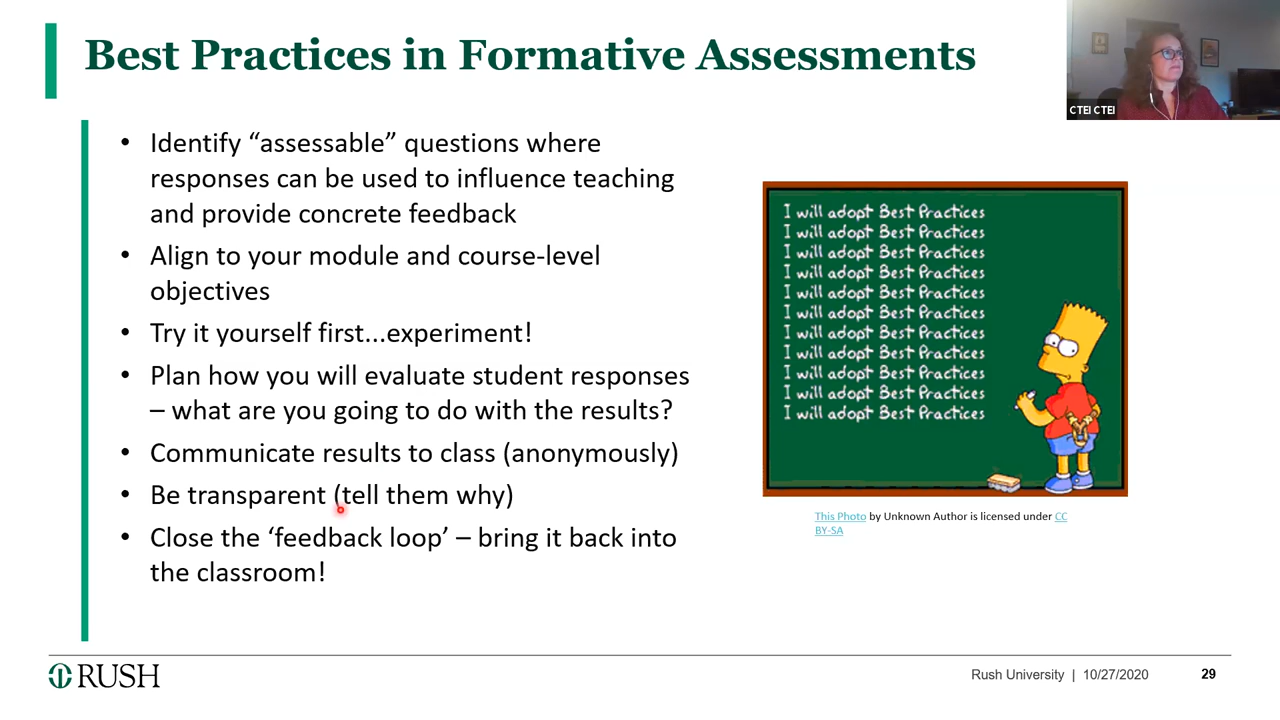 Best Practices in Formative Assessments
CTEI CTEI
• Identify “assessable” questions where
responses can be used to influence teaching
and provide concrete feedback
• Align to your module and course-level
objectives
• Try it yourself first...experiment!
• Plan how you will evaluate student responses
– what are you going to do with the results?
• Communicate results to class (anonymously)
• Be transparent (tell them why)
• Close the ‘feedback loop’ – bring it back into
the classroom!
I will adopt Best Practices
I will adopt Best Practices
I will adopt Best Practices
I will adopt Best Practices
I will adopt Best Practices
I will adopt Best Practices
I will adopt Best Practices
I will adopt Best Practices
I will adopt Best Practices
I will adopt Best Practices
I will adopt Best Practices
This Photo by Unknown Author is licensed under CC
BY-SA
RUSH
Rush University | 10/27/2020 29